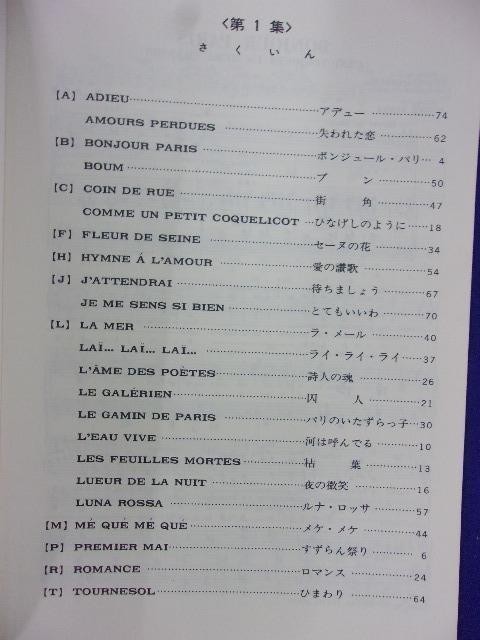 〈第 1 集〉
さ く い ん
〔A〕 ADIEU……………………………アデュー………………74
AMOURS PERDUES ……………失われた恋 ……………62
〔B〕 BONJOUR PARIS ………………ボンジュール・パリ… 4
BOUM………………………………ブ ン……………50
〔C〕 COIN DE RUE ……………………街 角……………47
COMME UN PETIT COQUELICOT …ひなげしのように……18
〔F〕 FLEUR DE SEINE ………………セーヌの花 ……………34
〔H〕 HYMNE Á L'AMOUR……………愛の讃歌 ………………54
〔J〕 J'ATTENDRAI ……………………待ちましょう……………67
JE ME SENS SI BIEN ……………とてもいいわ……………70
〔L〕 LA MER ……………………………ラ・メール………………40
LAÏ... LAÏ... LAÏ... ………………ライ・ライ・ライ………37
L'ÂME DES POÈTES………………詩人の魂 ………………26
LE GALÉRIEN………………………囚 人……………21
LE GAMIN DE PARIS ……………パリのいたずらっ子…30
L'EAU VIVE …………………………河は呼んでる…………10
LES FEUILLES MORTES…………枯 葉……………13
LUEUR DE LA NUIT ………………夜の微笑 ………………16
LUNA ROSSA ………………………ルナ・ロッサ……………57
〔M〕 MÉ QUÉ MÉ QUÉ…………………メケ・メケ………………44
〔P〕 PREMIER MAI………………………すずらん祭り ………… 6
〔R〕 ROMANCE …………………………ロマンス………………24
〔T〕 TOURNESOL………………………ひまわり ………………64